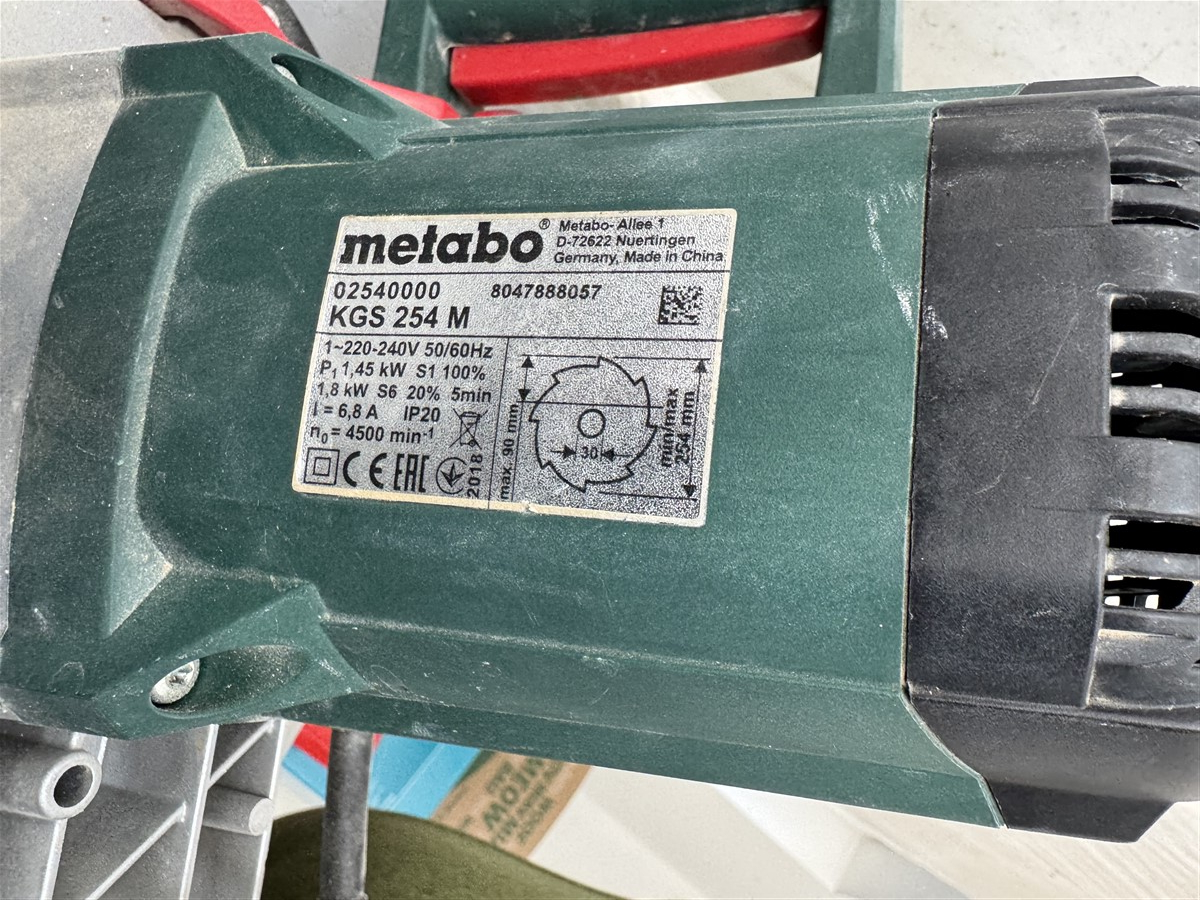 metabo®
Metabo-Allee 1
D-72622 Nuertingen
Germany, Made in China
02540000 8047888057
KGS 254 M
1~220-240V 50/60Hz
P₁ 1,45 kW S1 100%
1,8 kW S6 20% 5min
I = 6,8 A IP20
n₀ = 4500 min⁻¹
CE EAC
2018
max. 90 mm
30
min/max
254 mm